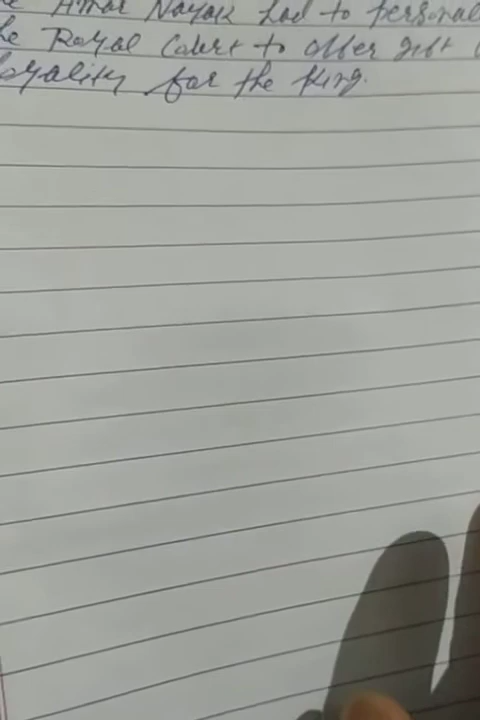 Amar Nayak had to personal
the Royal Court to offer gift
loyality for the king.